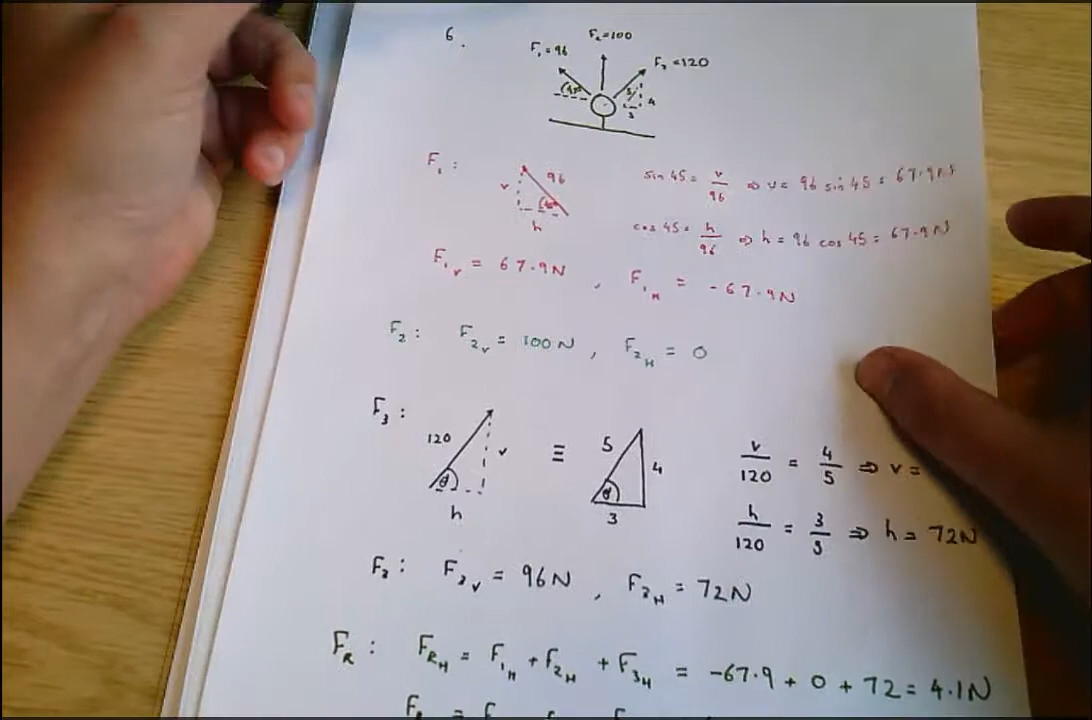 6.
F₂=100
F₁=96
F₃=120
45°
5
4
3
F₁:
v
96
45°
h
sin 45 = v/96 ⇒ v = 96 sin 45 = 67.9N
cos 45 = h/96 ⇒ h = 96 cos 45 = 67.9N
F₁ᵥ = 67.9N , F₁H = -67.9N
F₂: F₂ᵥ = 100N , F₂H = 0
F₃:
120
v
θ
h
≡
5
4
θ
3
v/120 = 4/5 ⇒ v =
h/120 = 3/5 ⇒ h = 72N
F₃: F₃ᵥ = 96N , F₃H = 72N
F_R: F_RH = F₁H + F₂H + F₃H = -67.9 + 0 + 72 = 4.1N